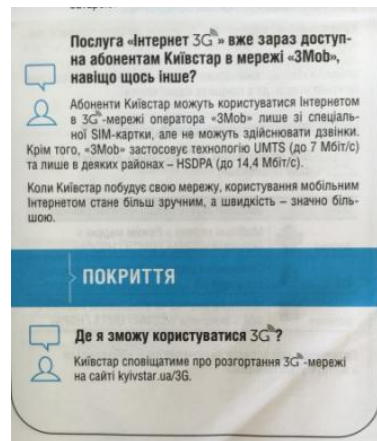 Послуга «Інтернет 3G » вже зараз доступ-
на абонентам Київстар в мережі «3Mob»,
навіщо щось інше?
Абоненти Київстар можуть користуватися Інтернетом
в 3G -мережі оператора «3Mob» лише зі спеціаль-
ної SIM-картки, але не можуть здійснювати дзвінки.
Крім того, «3Mob» застосовує технологію UMTS (до 7 Мбіт/с)
та лише в деяких районах – HSDPA (до 14,4 Мбіт/с).
Коли Київстар побудує свою мережу, користування мобільним
Інтернетом стане більш зручним, а швидкість – значно біль-
шою.
ПОКРИТТЯ
Де я зможу користуватися 3G ?
Київстар сповіщатиме про розгортання 3G -мережі
на сайті kyivstar.ua/3G.